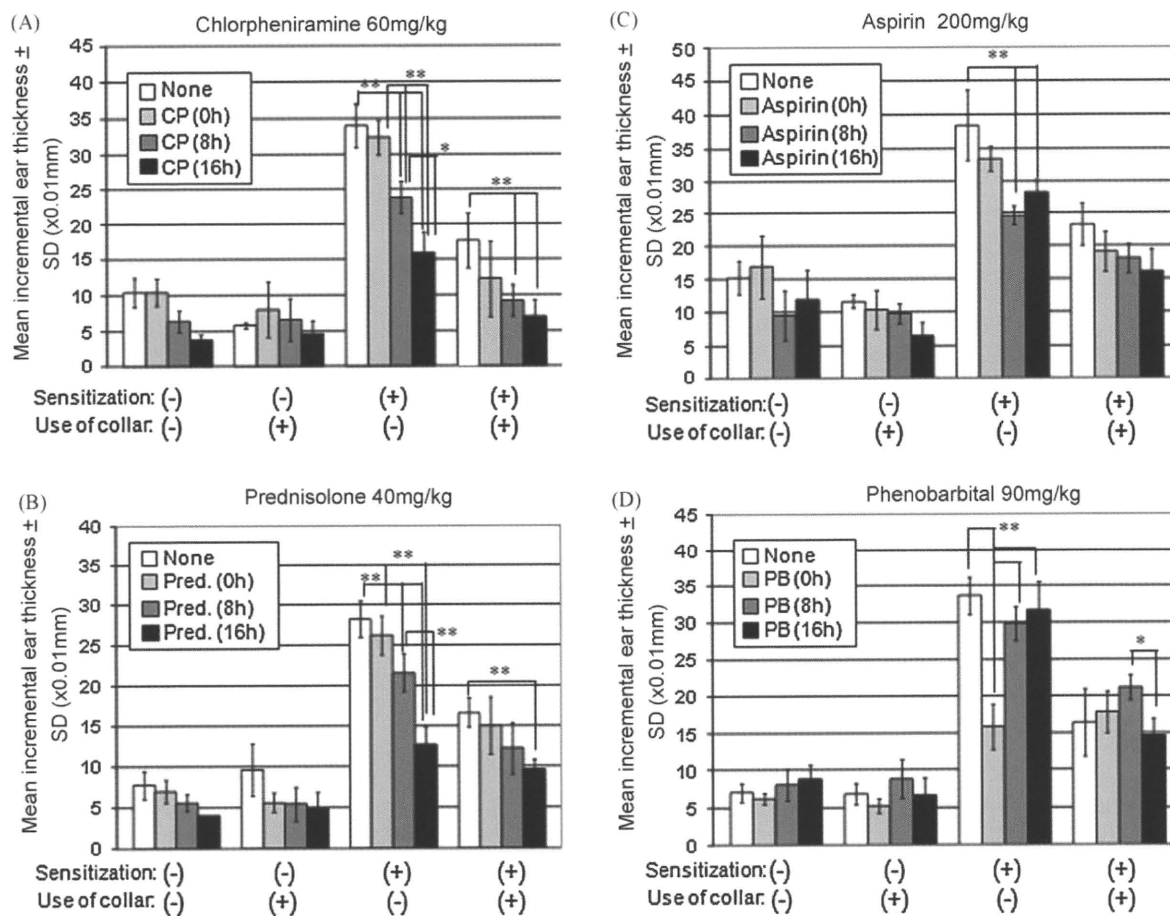 (A)
Chlorpheniramine 60mg/kg
Mean incremental ear thickness ±
SD (x0.01mm)
40
35
30
25
20
15
10
5
0
None
CP (0h)
CP (8h)
CP (16h)
**
**
*
**
Sensitization: (-) (-) (+) (+)
Use of collar: (-) (+) (-) (+)
(B)
Prednisolone 40mg/kg
Mean incremental ear thickness ±
SD (x0.01mm)
40
35
30
25
20
15
10
5
0
None
Pred. (0h)
Pred. (8h)
Pred. (16h)
**
**
**
**
Sensitization: (-) (-) (+) (+)
Use of collar: (-) (+) (-) (+)
(C)
Aspirin 200mg/kg
Mean incremental ear thickness ±
SD (x0.01mm)
50
45
40
35
30
25
20
15
10
5
0
None
Aspirin (0h)
Aspirin (8h)
Aspirin (16h)
**
Sensitization: (-) (-) (+) (+)
Use of collar: (-) (+) (-) (+)
(D)
Phenobarbital 90mg/kg
Mean incremental ear thickness ±
SD (x0.01mm)
45
40
35
30
25
20
15
10
5
0
None
PB (0h)
PB (8h)
PB (16h)
**
*
Sensitization: (-) (-) (+) (+)
Use of collar: (-) (+) (-) (+)